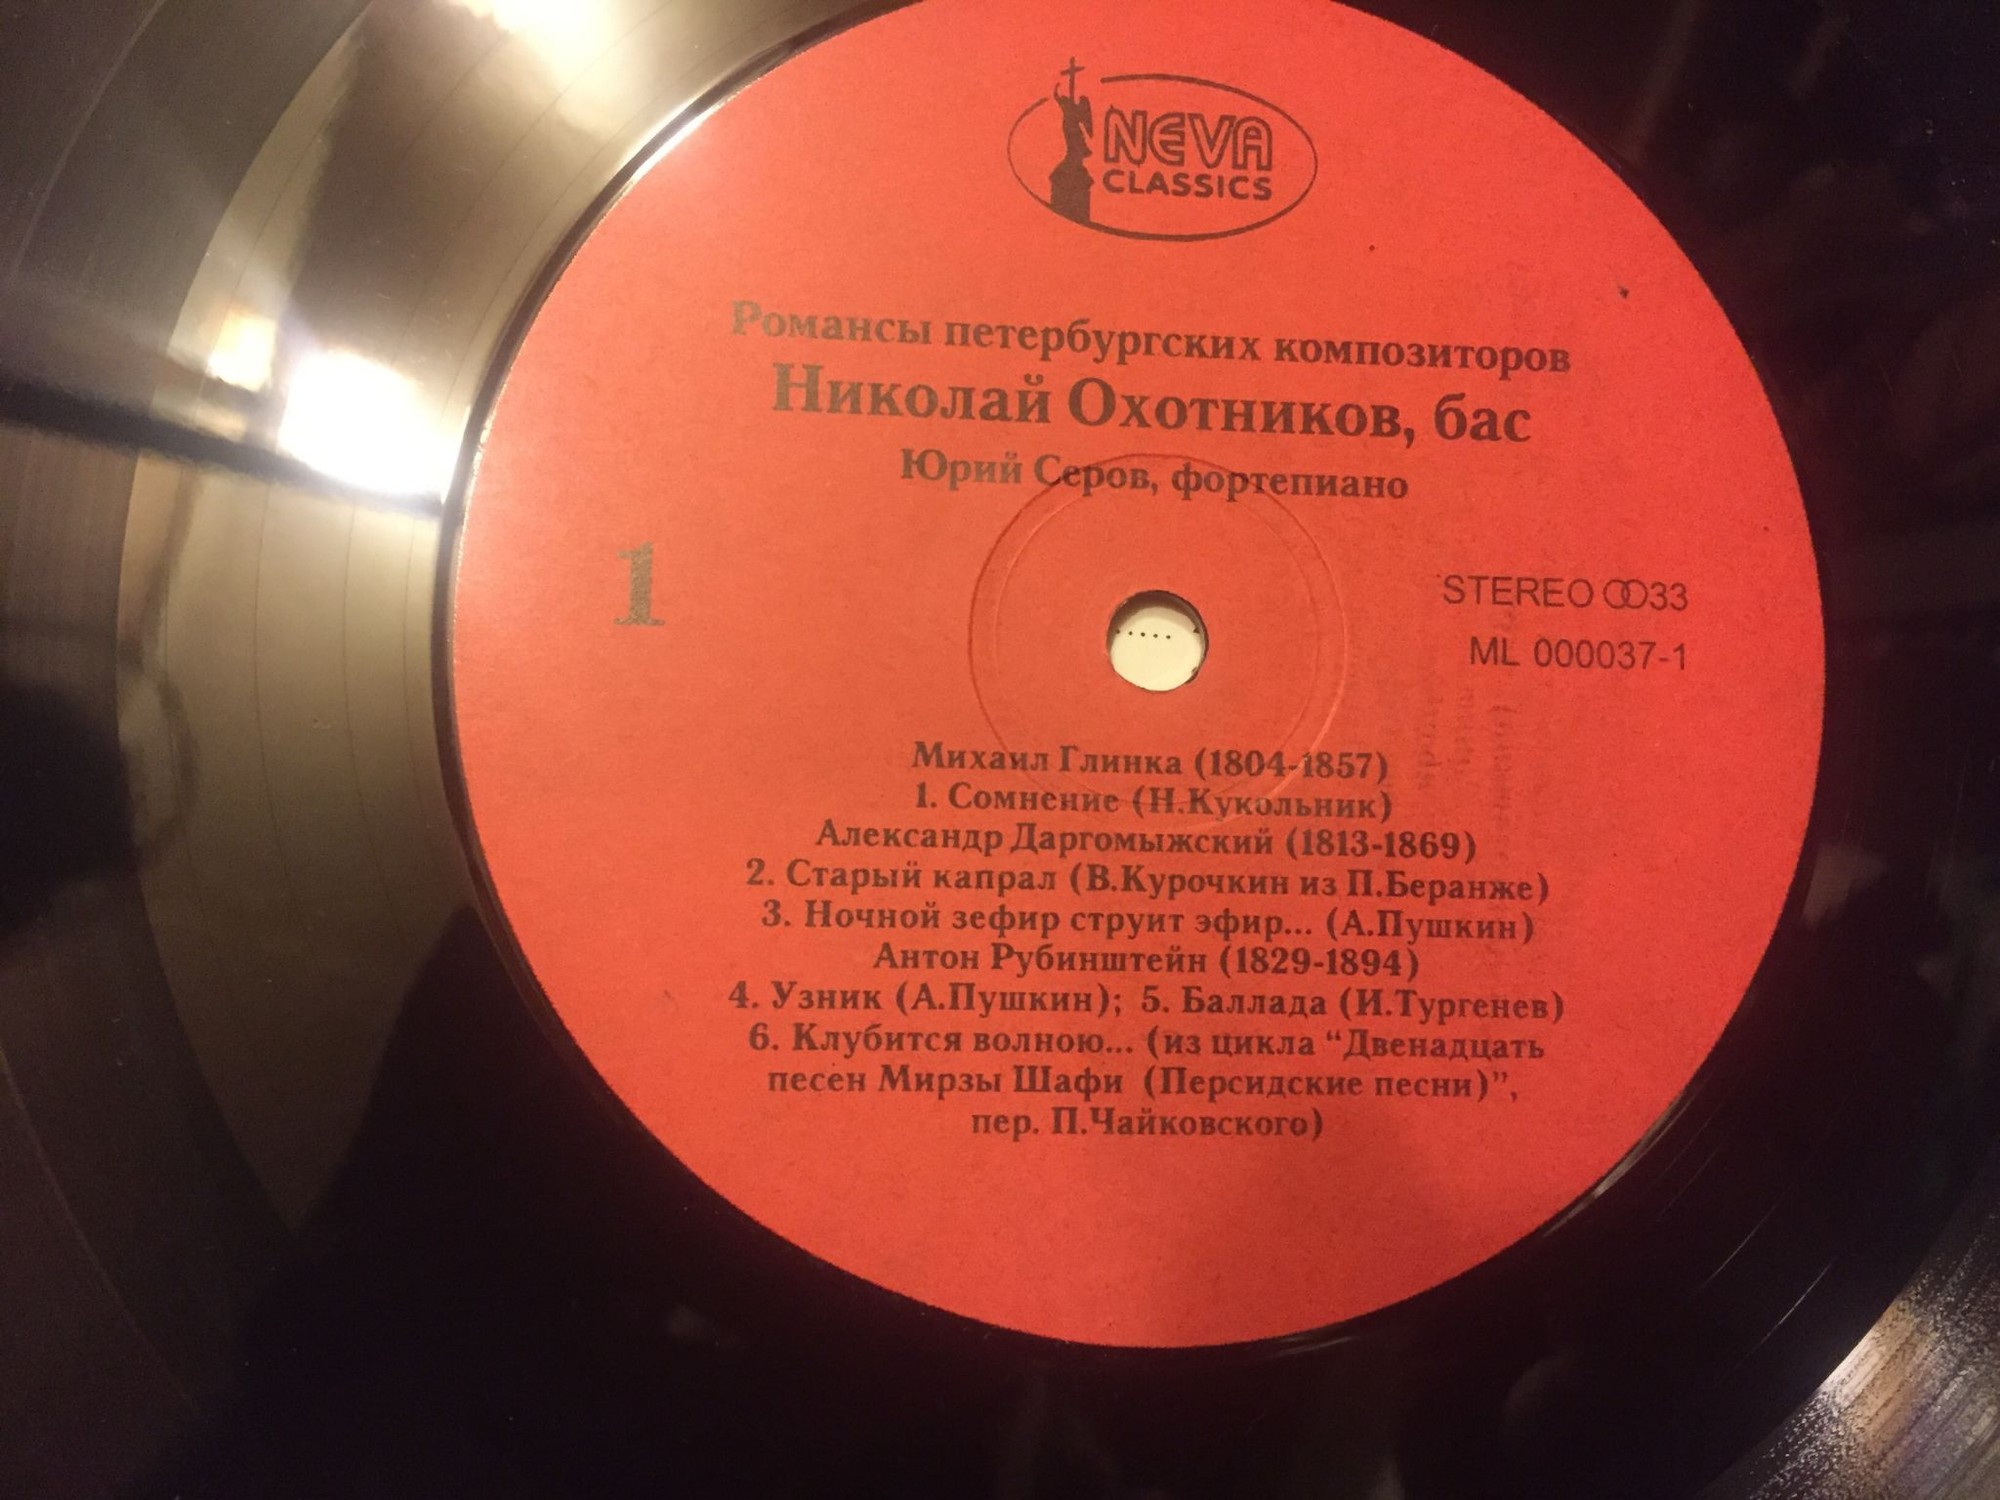 NEVA
CLASSICS
Романсы петербургских композиторов
Николай Охотников, бас
Юрий Серов, фортепиано
1
STEREO 33
ML 000037-1
Михаил Глинка (1804-1857)
1. Сомнение (Н.Кукольник)
Александр Даргомыжский (1813-1869)
2. Старый капрал (В.Курочкин из П.Беранже)
3. Ночной зефир струит эфир... (А.Пушкин)
Антон Рубинштейн (1829-1894)
4. Узник (А.Пушкин); 5. Баллада (И.Тургенев)
6. Клубится волною... (из цикла “Двенадцать
песен Мирзы Шафи (Персидские песни)”,
пер. П.Чайковского)